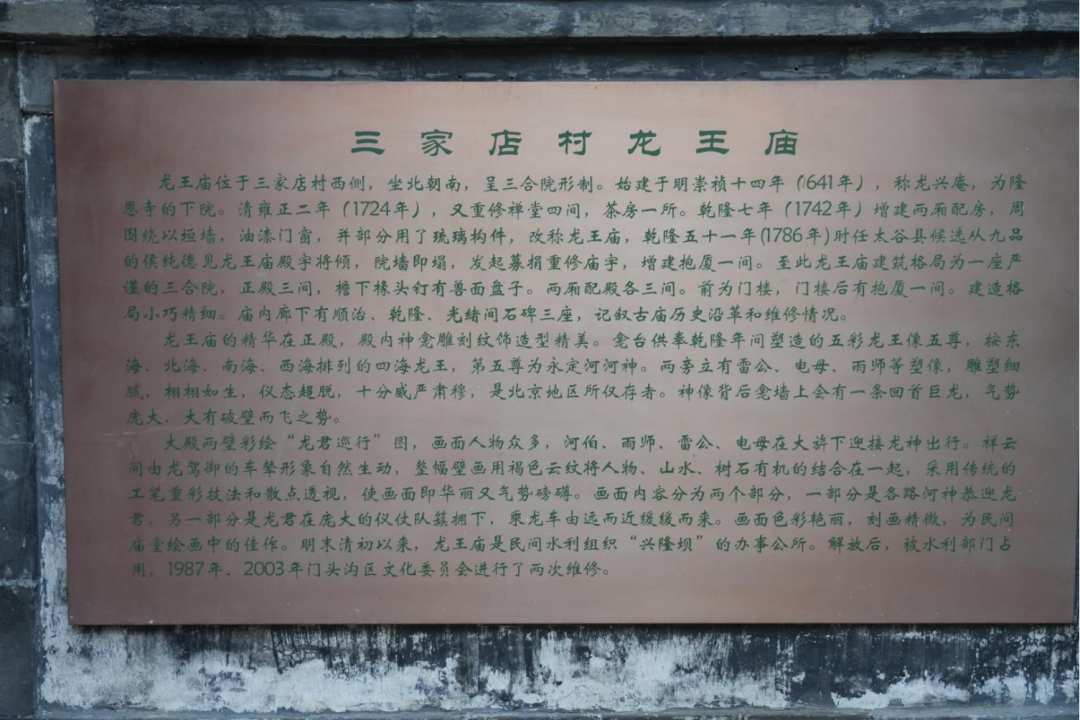 三家店村龙王庙
龙王庙位于三家店村西侧，坐北朝南，呈三合院形制。始建于明崇祯十四年（1641年），称龙兴庵，为隆
恩寺的下院。清雍正二年（1724年），又重修禅堂四间，茶房一所。乾隆七年（1742年）增建两厢配房，周
围绕以垣墙，油漆门窗，并部分用了琉璃构件，改称龙王庙，乾隆五十一年(1786年)时任太谷县候选从九品
的侯纯德见龙王庙殿宇将倾，院墙即塌，发起募捐重修庙宇，增建抱厦一间。至此龙王庙建筑格局为一座严
谨的三合院，正殿三间，檐下椽头钉有兽面盘子。两厢配殿各三间。前为门楼，门楼后有抱厦一间。建造格
局小巧精细。庙内廊下有顺治、乾隆、光绪间石碑三座，记叙古庙历史沿革和维修情况。
龙王庙的精华在正殿，殿内神龛雕刻纹饰造型精美。龛台供奉乾隆年间塑造的五彩龙王像五尊，按东
海、北海、南海、西海排列的四海龙王，第五尊为永定河河神。两旁立有雷公、电母、雨师等塑像，雕塑细
腻，栩栩如生，仪态超脱，十分威严肃穆，是北京地区所仅存者。神像背后龛墙上会有一条回首巨龙，气势
庞大，大有破壁而飞之势。
大殿两壁彩绘“龙君巡行”图，画面人物众多，河伯、雨师、雷公、电母在大旆下迎接龙神出行。祥云
间由龙驾御的车辇形象自然生动，整幅壁画用褐色云纹将人物、山水、树石有机的结合在一起，采用传统的
工笔重彩技法和散点透视，使画面即华丽又气势磅礴。画面内容分为两个部分，一部分是各路河神恭迎龙
君，另一部分是龙君在庞大的仪仗队簇拥下，乘龙车由远而近缓缓而来。画面色彩艳丽，刻画精微，为民间
庙堂绘画中的佳作。明末清初以来，龙王庙是民间水利组织“兴隆坝”的办事公所。解放后，被水利部门占
用，1987年、2003年门头沟区文化委员会进行了两次维修。